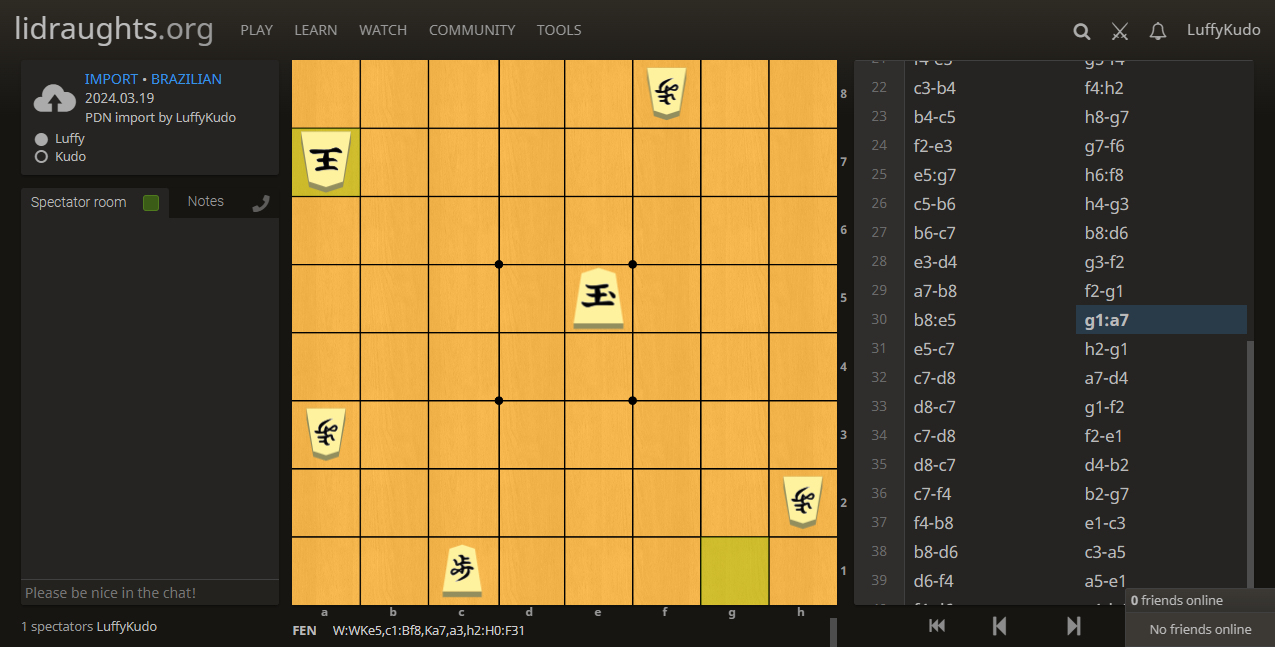 lidraughts.org PLAY LEARN WATCH COMMUNITY TOOLS LuffyKudo
IMPORT • BRAZILIAN
2024.03.19
PDN import by LuffyKudo
Luffy
Kudo
Spectator room Notes
Please be nice in the chat!
1 spectators LuffyKudo
歩
王
玉
歩
歩
歩
8
7
6
5
4
3
2
1
a b c d e f g h
FEN W:WKe5,c1:Bf8,Ka7,a3,h2:H0:F31
22 c3-b4 f4:h2
23 b4-c5 h8-g7
24 f2-e3 g7-f6
25 e5:g7 h6:f8
26 c5-b6 h4-g3
27 b6-c7 b8:d6
28 e3-d4 g3-f2
29 a7-b8 f2-g1
30 b8:e5 g1:a7
31 e5-c7 h2-g1
32 c7-d8 a7-d4
33 d8-c7 g1-f2
34 c7-d8 f2-e1
35 d8-c7 d4-b2
36 c7-f4 b2-g7
37 f4-b8 e1-c3
38 b8-d6 c3-a5
39 d6-f4 a5-e1
0 friends online
No friends online